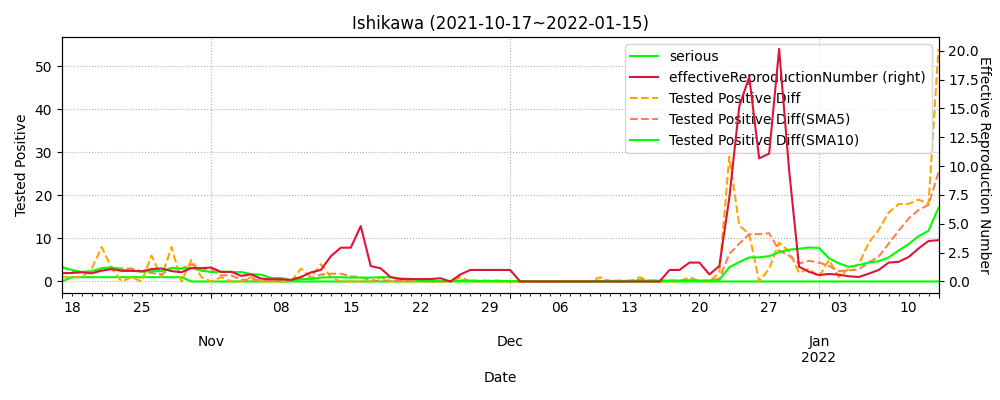 Ishikawa (2021-10-17~2022-01-15)
serious
effectiveReproductionNumber (right)
Tested Positive Diff
Tested Positive Diff(SMA5)
Tested Positive Diff(SMA10)
Tested Positive
50
40
30
20
10
0
Effective Reproduction Number
20.0
17.5
15.0
12.5
10.0
7.5
5.0
2.5
0.0
18 25 08 15 22 29 06 13 20 27 03 10
Nov Dec Jan
2022
Date